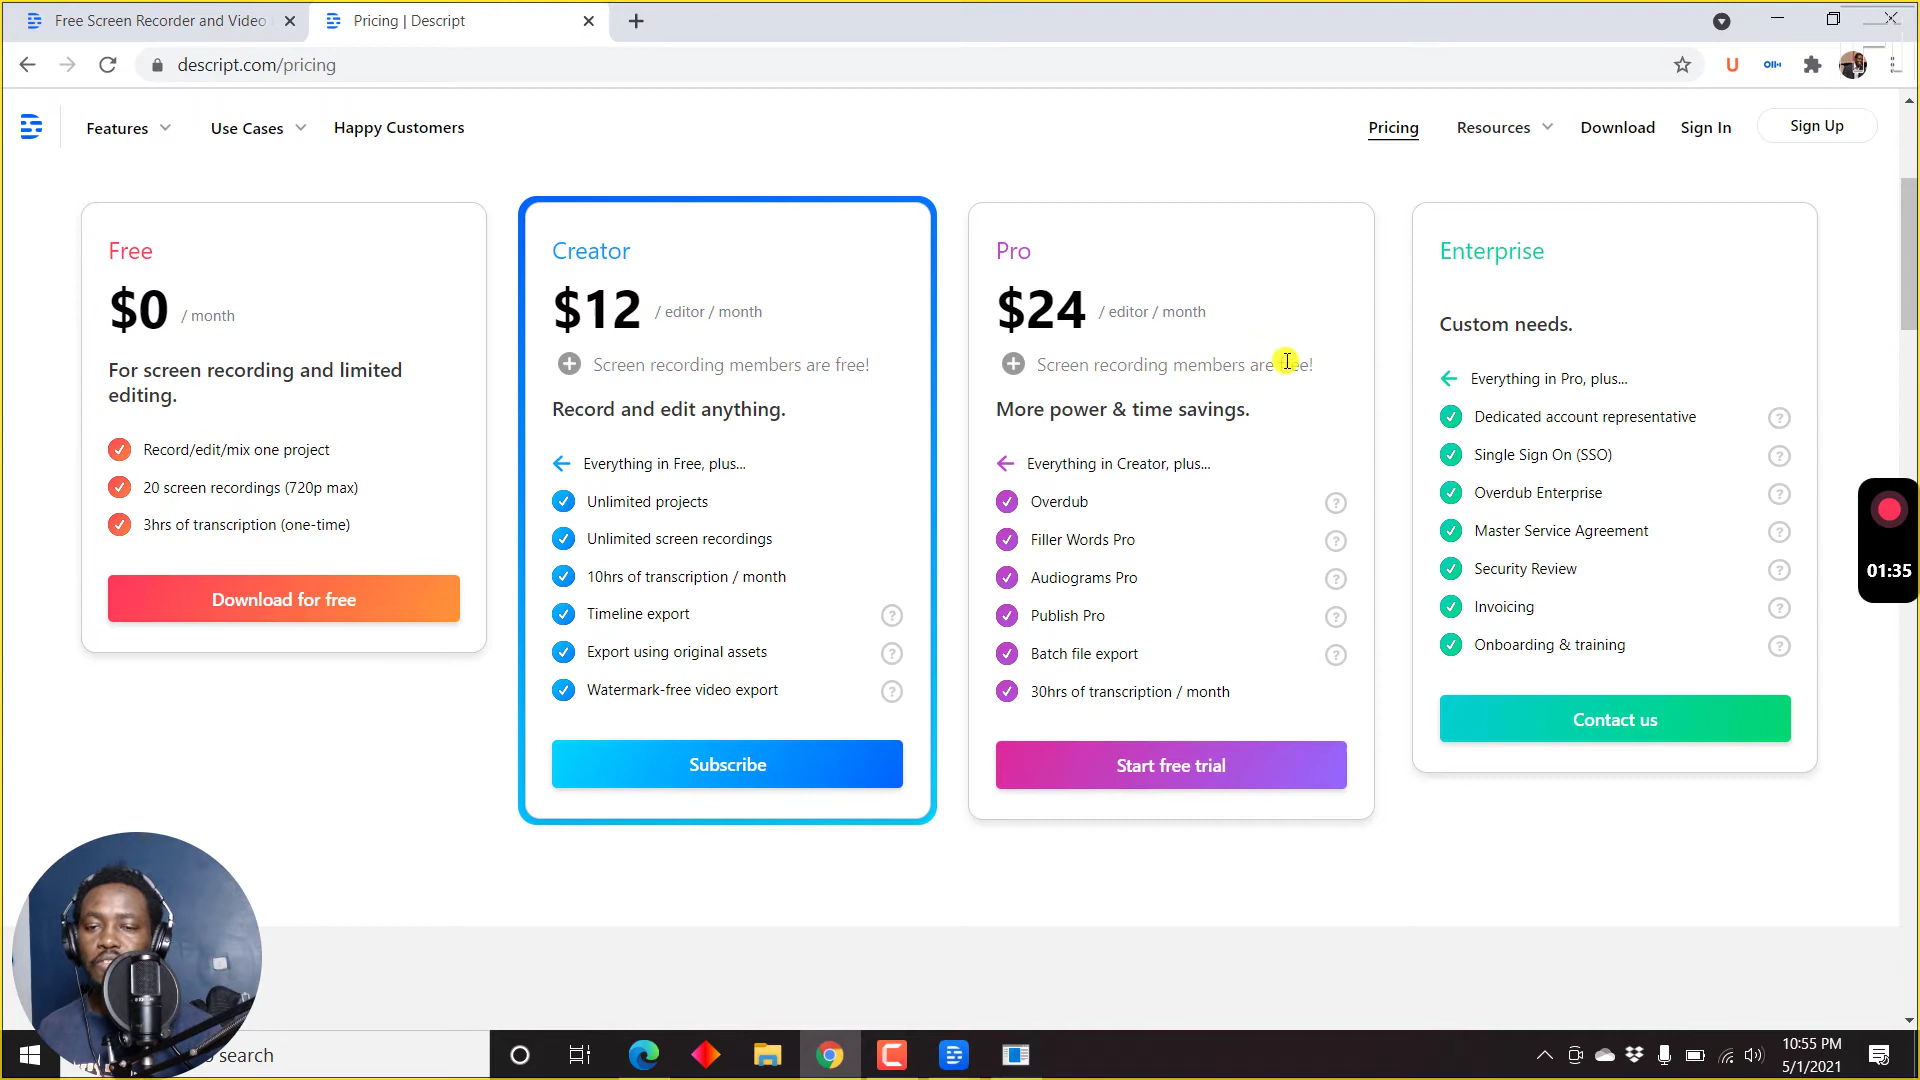 Free Screen Recorder and Video
Pricing | Descript
descript.com/pricing
Features
Use Cases
Happy Customers
Pricing
Resources
Download
Sign In
Sign Up
Free
$0 / month
For screen recording and limited
editing.
Record/edit/mix one project
20 screen recordings (720p max)
3hrs of transcription (one-time)
Download for free
Creator
$12 / editor / month
Screen recording members are free!
Record and edit anything.
Everything in Free, plus...
Unlimited projects
Unlimited screen recordings
10hrs of transcription / month
Timeline export ?
Export using original assets ?
Watermark-free video export ?
Subscribe
Pro
$24 / editor / month
Screen recording members are free!
More power & time savings.
Everything in Creator, plus...
Overdub ?
Filler Words Pro ?
Audiograms Pro ?
Publish Pro ?
Batch file export ?
30hrs of transcription / month
Start free trial
Enterprise
Custom needs.
Everything in Pro, plus...
Dedicated account representative ?
Single Sign On (SSO) ?
Overdub Enterprise ?
Master Service Agreement ?
Security Review ?
Invoicing ?
Onboarding & training ?
Contact us
01:35
search
10:55 PM
5/1/2021